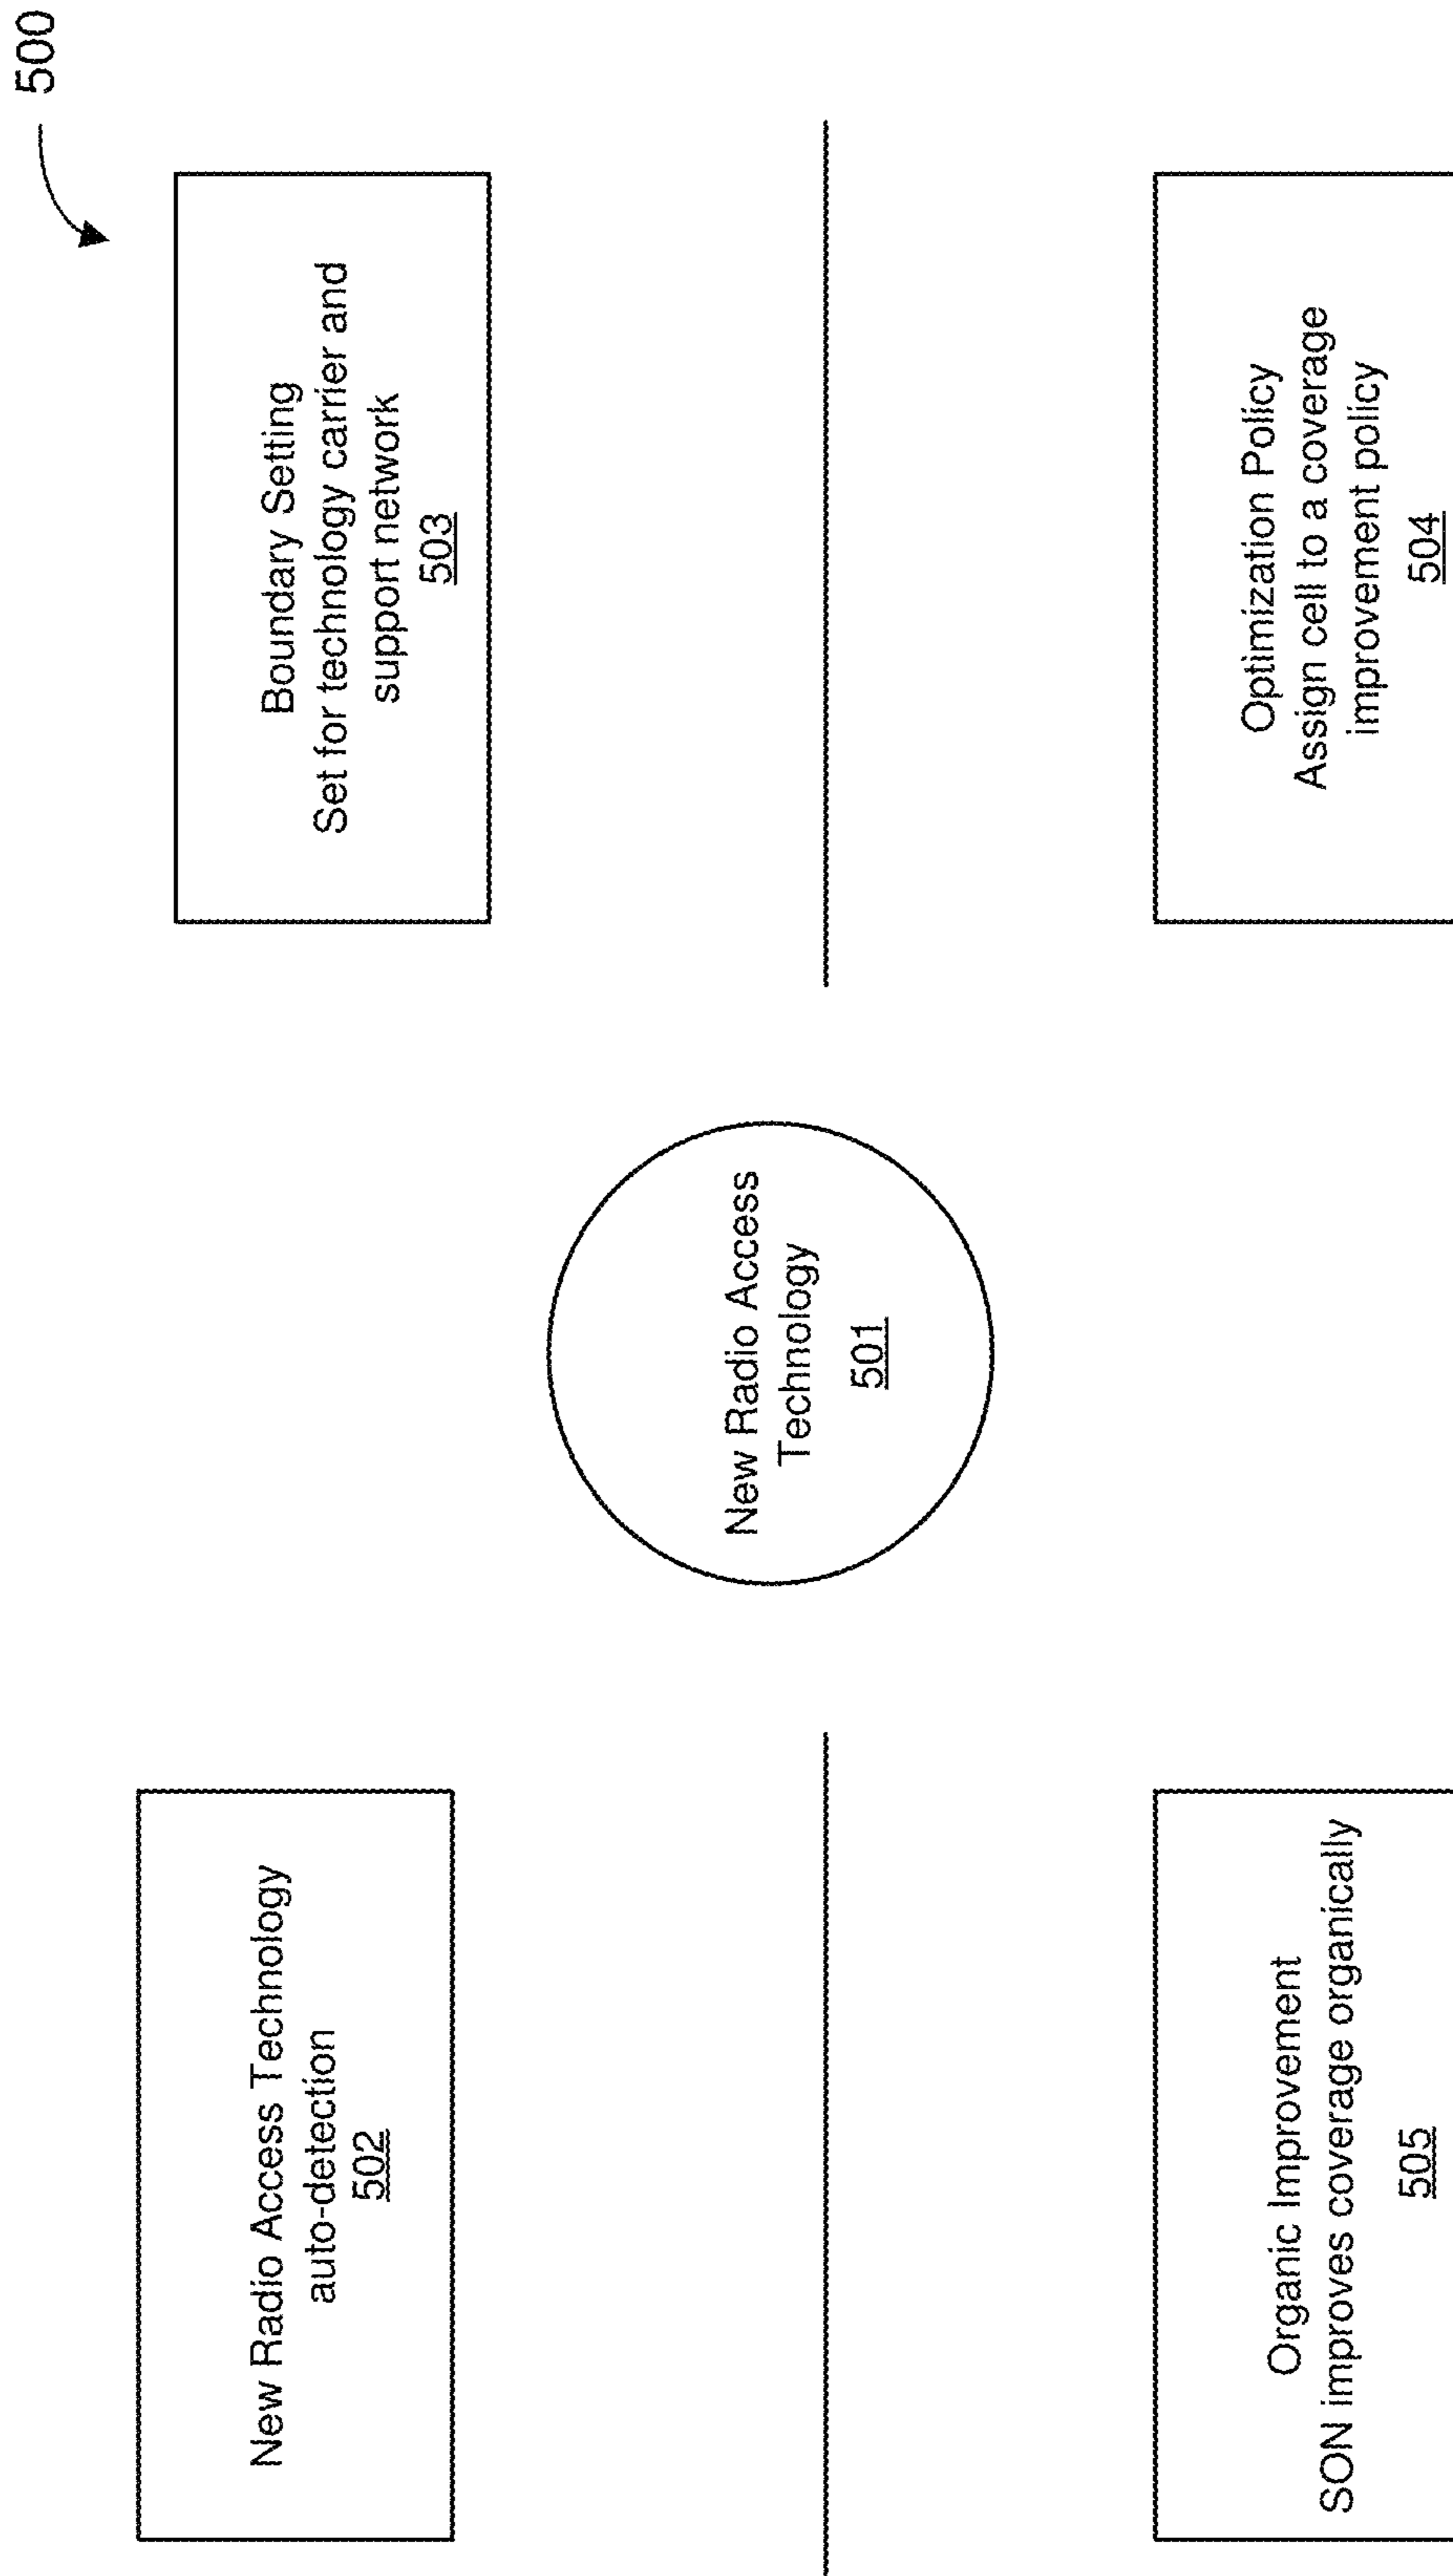 500
New Radio Access Technology
auto-detection
502
Boundary Setting
Set for technology carrier and
support network
503
New Radio Access
Technology
501
Organic Improvement
SON improves coverage organically
505
Optimization Policy
Assign cell to a coverage
improvement policy
504